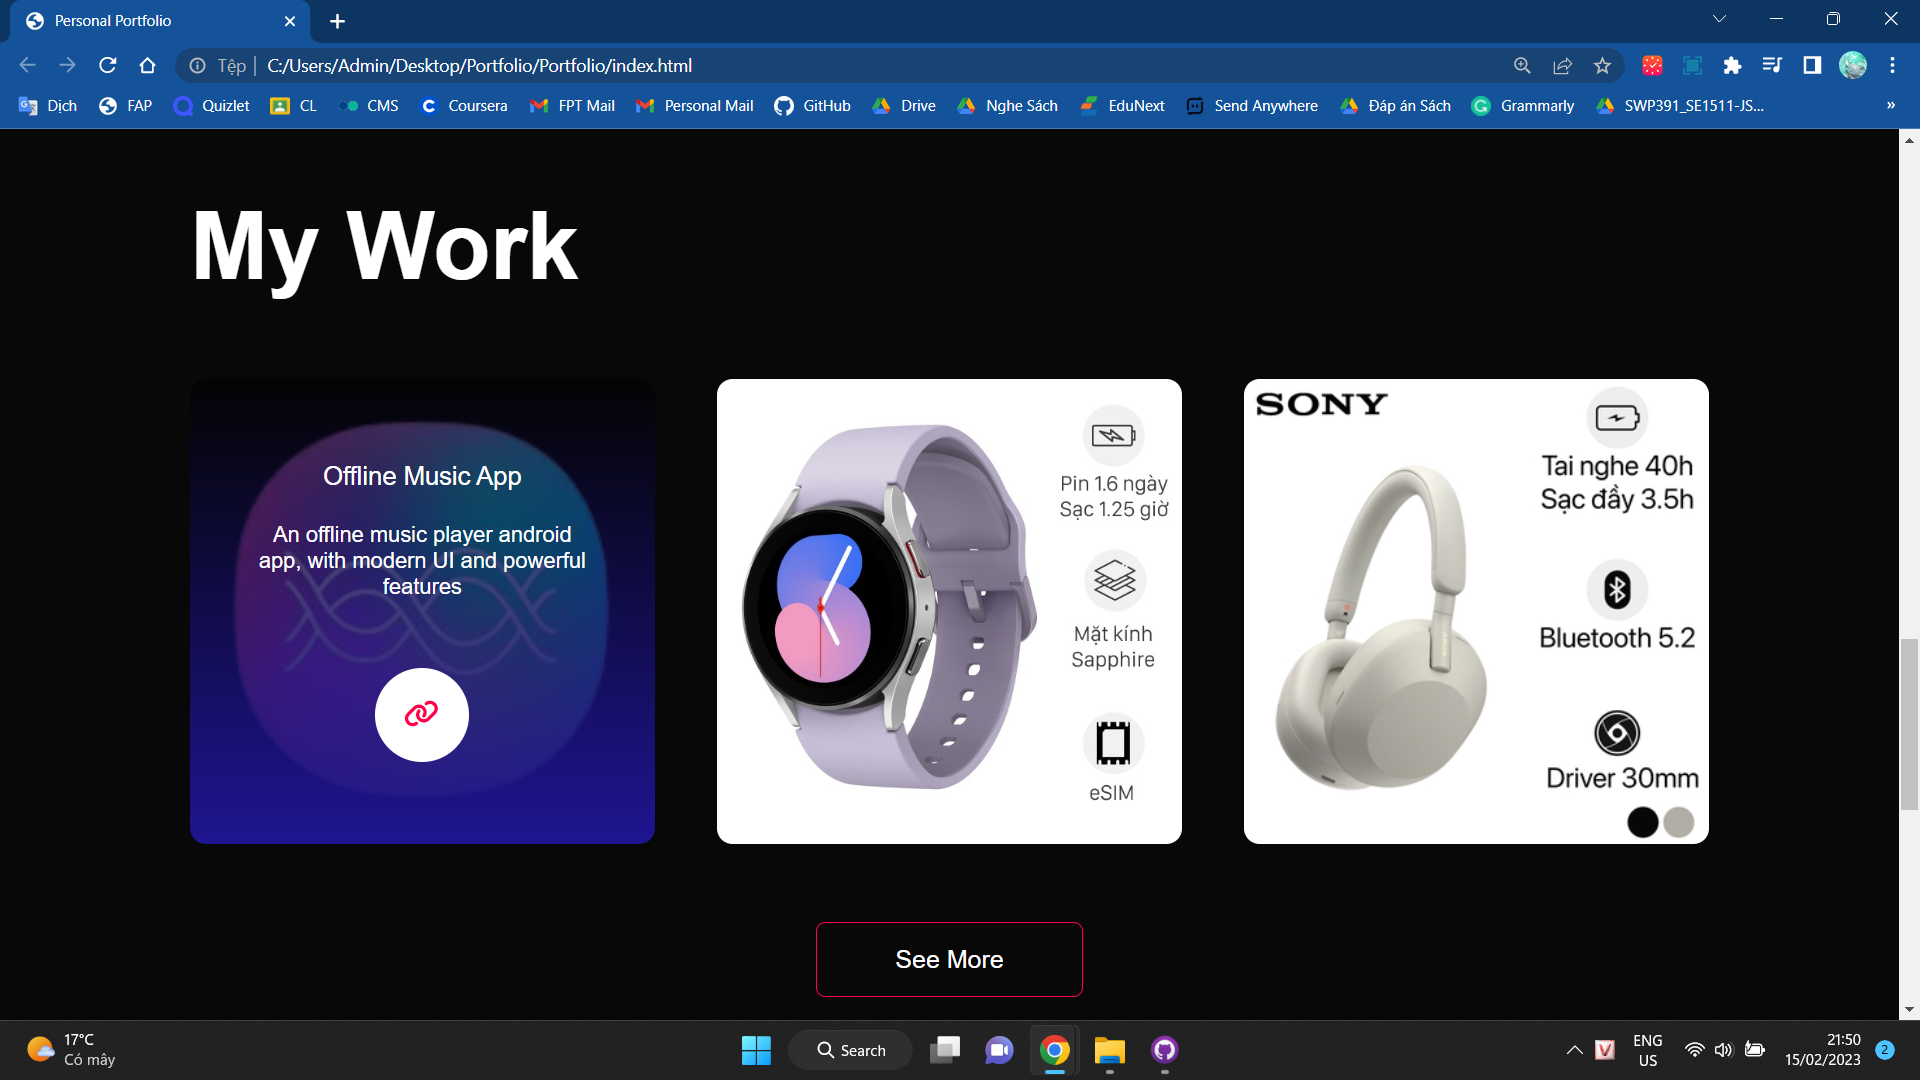 Personal Portfolio
Tệp
C:/Users/Admin/Desktop/Portfolio/Portfolio/index.html
Dịch FAP Quizlet CL CMS Coursera FPT Mail Personal Mail GitHub Drive Nghe Sách EduNext Send Anywhere Đáp án Sách Grammarly SWP391_SE1511-JS...
My Work
Offline Music App
An offline music player android
app, with modern UI and powerful
features
Pin 1.6 ngày
Sạc 1.25 giờ
Mặt kính
Sapphire
eSIM
SONY
Tai nghe 40h
Sạc đầy 3.5h
Bluetooth 5.2
Driver 30mm
See More
17°C
Có mây
Search
ENG
US
21:50
15/02/2023
2